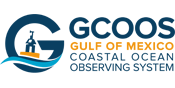 GCOOS
GULF OF MEXICO
COASTAL OCEAN
OBSERVING SYSTEM